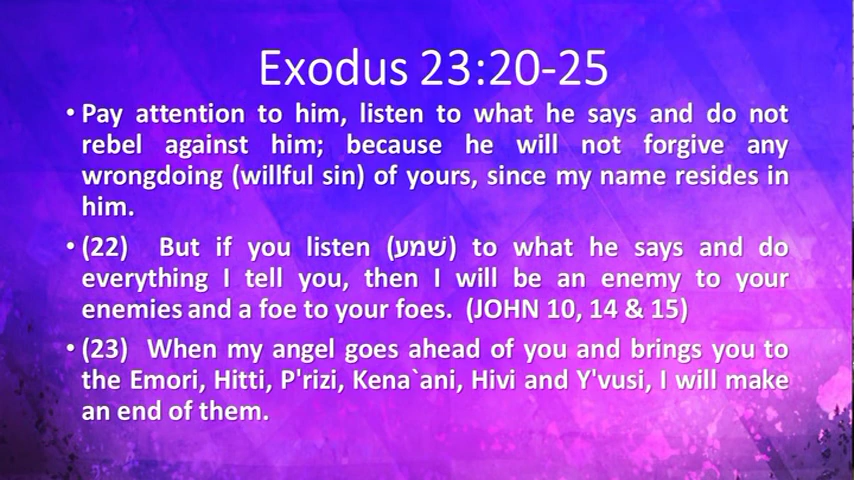 Exodus 23:20-25
• Pay attention to him, listen to what he says and do not
rebel against him; because he will not forgive any
wrongdoing (willful sin) of yours, since my name resides in
him.
• (22) But if you listen (שׁמע) to what he says and do
everything I tell you, then I will be an enemy to your
enemies and a foe to your foes. (JOHN 10, 14 & 15)
• (23) When my angel goes ahead of you and brings you to
the Emori, Hitti, P'rizi, Kena`ani, Hivi and Y'vusi, I will make
an end of them.